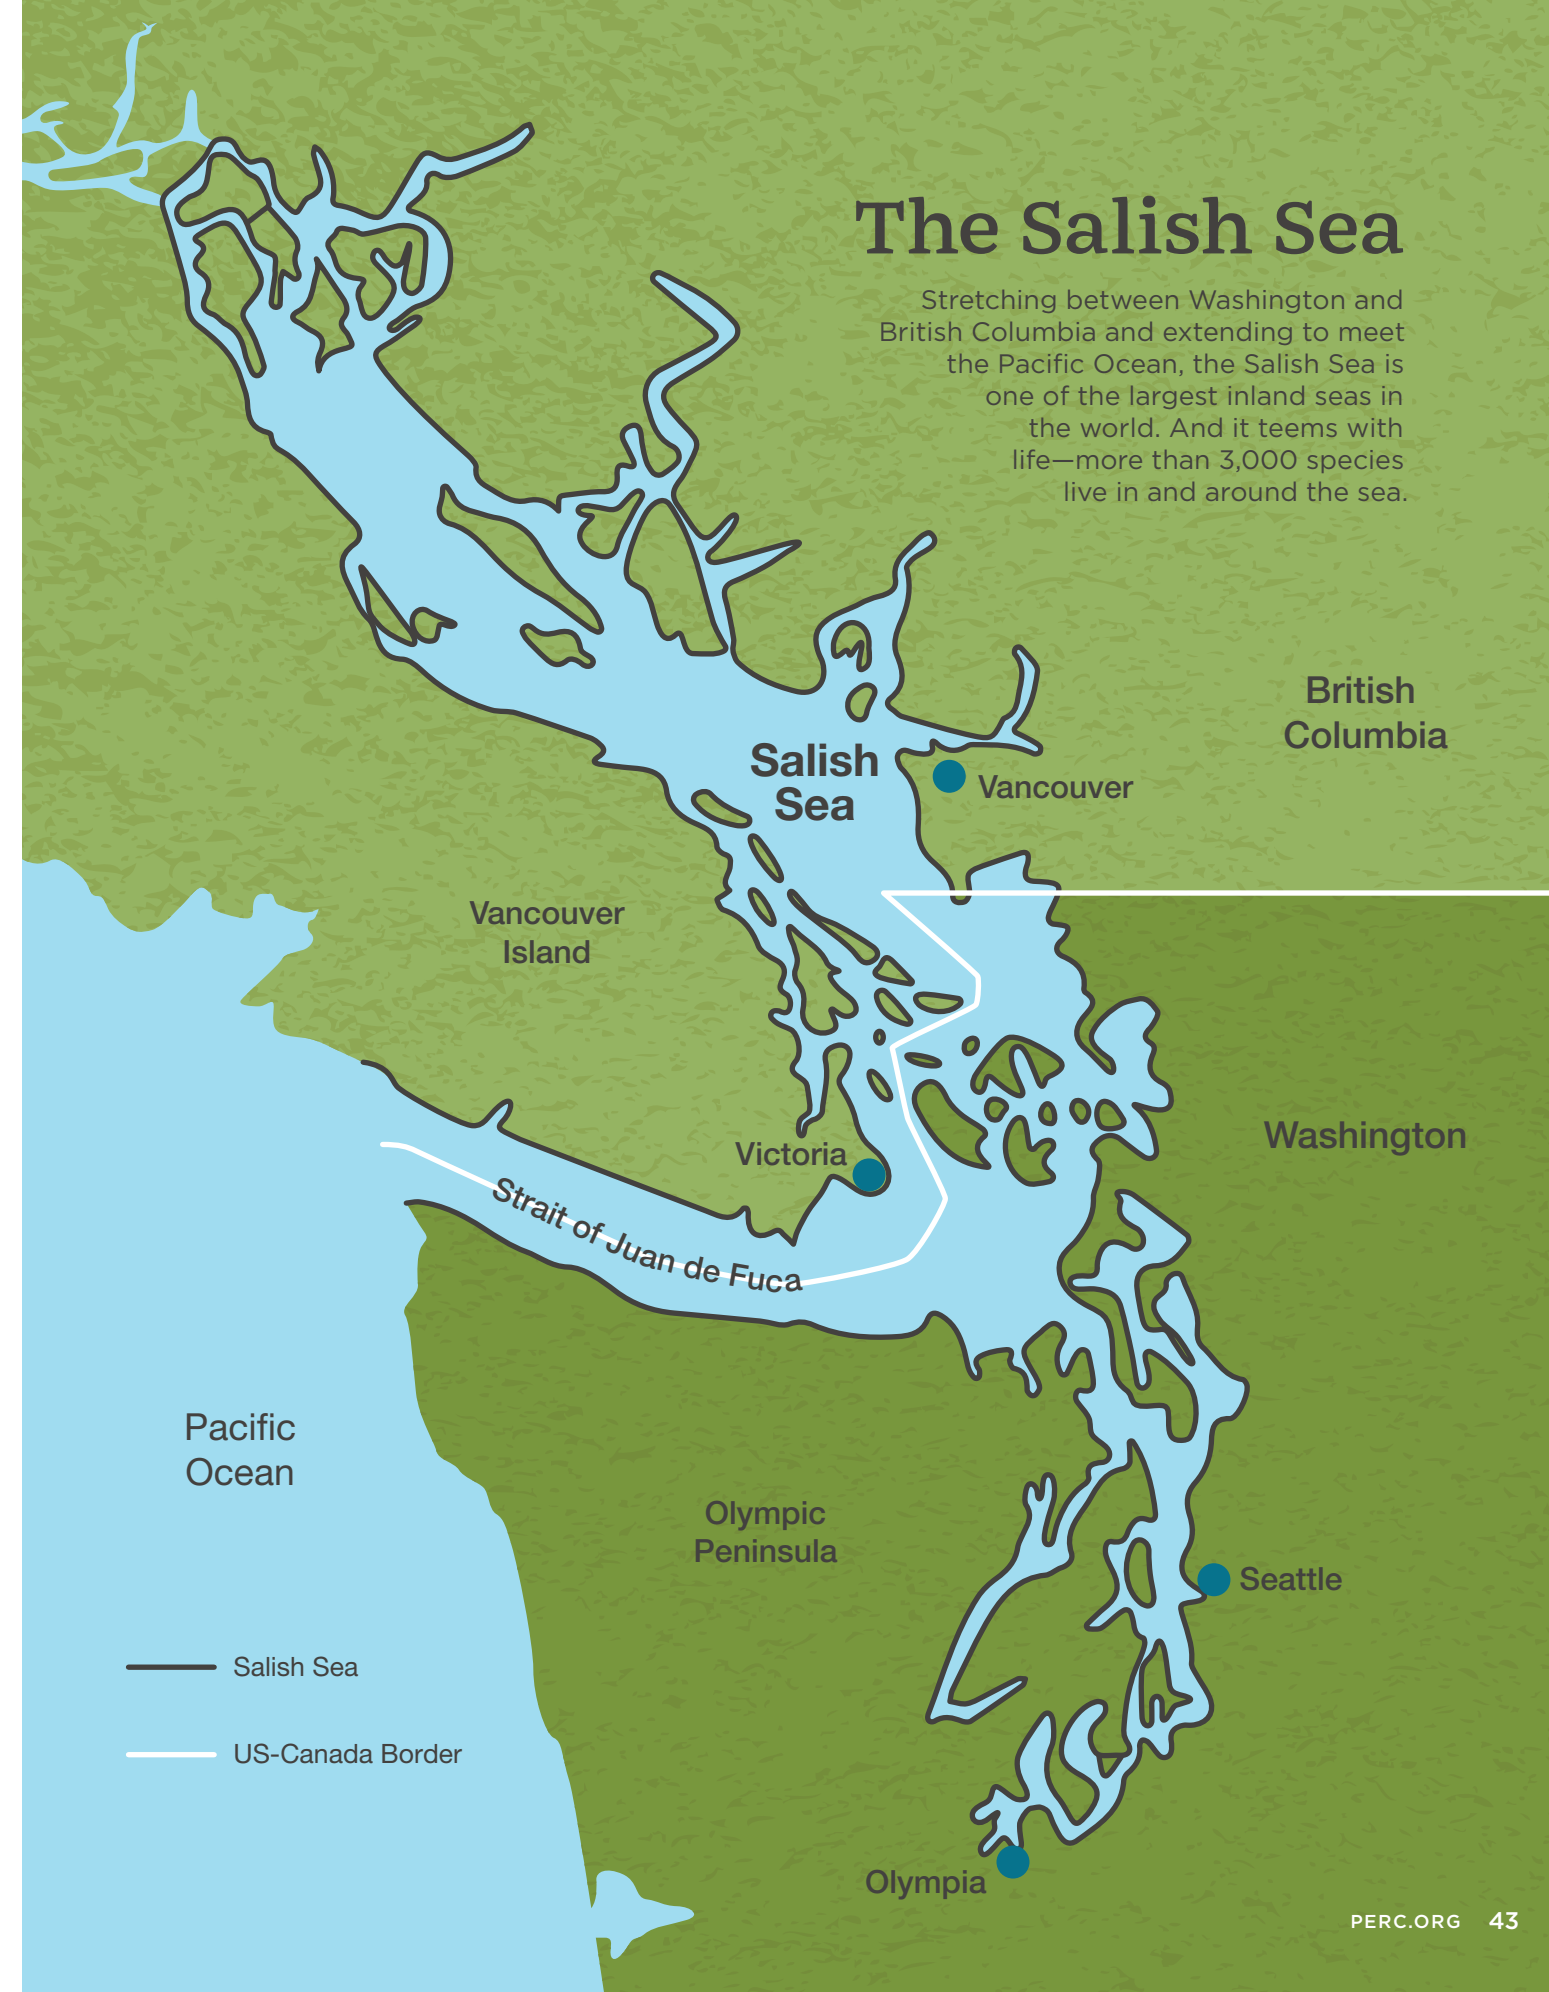 The Salish Sea
Stretching between Washington and
British Columbia and extending to meet
the Pacific Ocean, the Salish Sea is
one of the largest inland seas in
the world. And it teems with
life—more than 3,000 species
live in and around the sea.
British
Columbia
Salish
Sea
Vancouver
Vancouver
Island
Washington
Victoria
Strait of Juan de Fuca
Pacific
Ocean
Olympic
Peninsula
Seattle
Salish Sea
US-Canada Border
Olympia
PERC.ORG 43